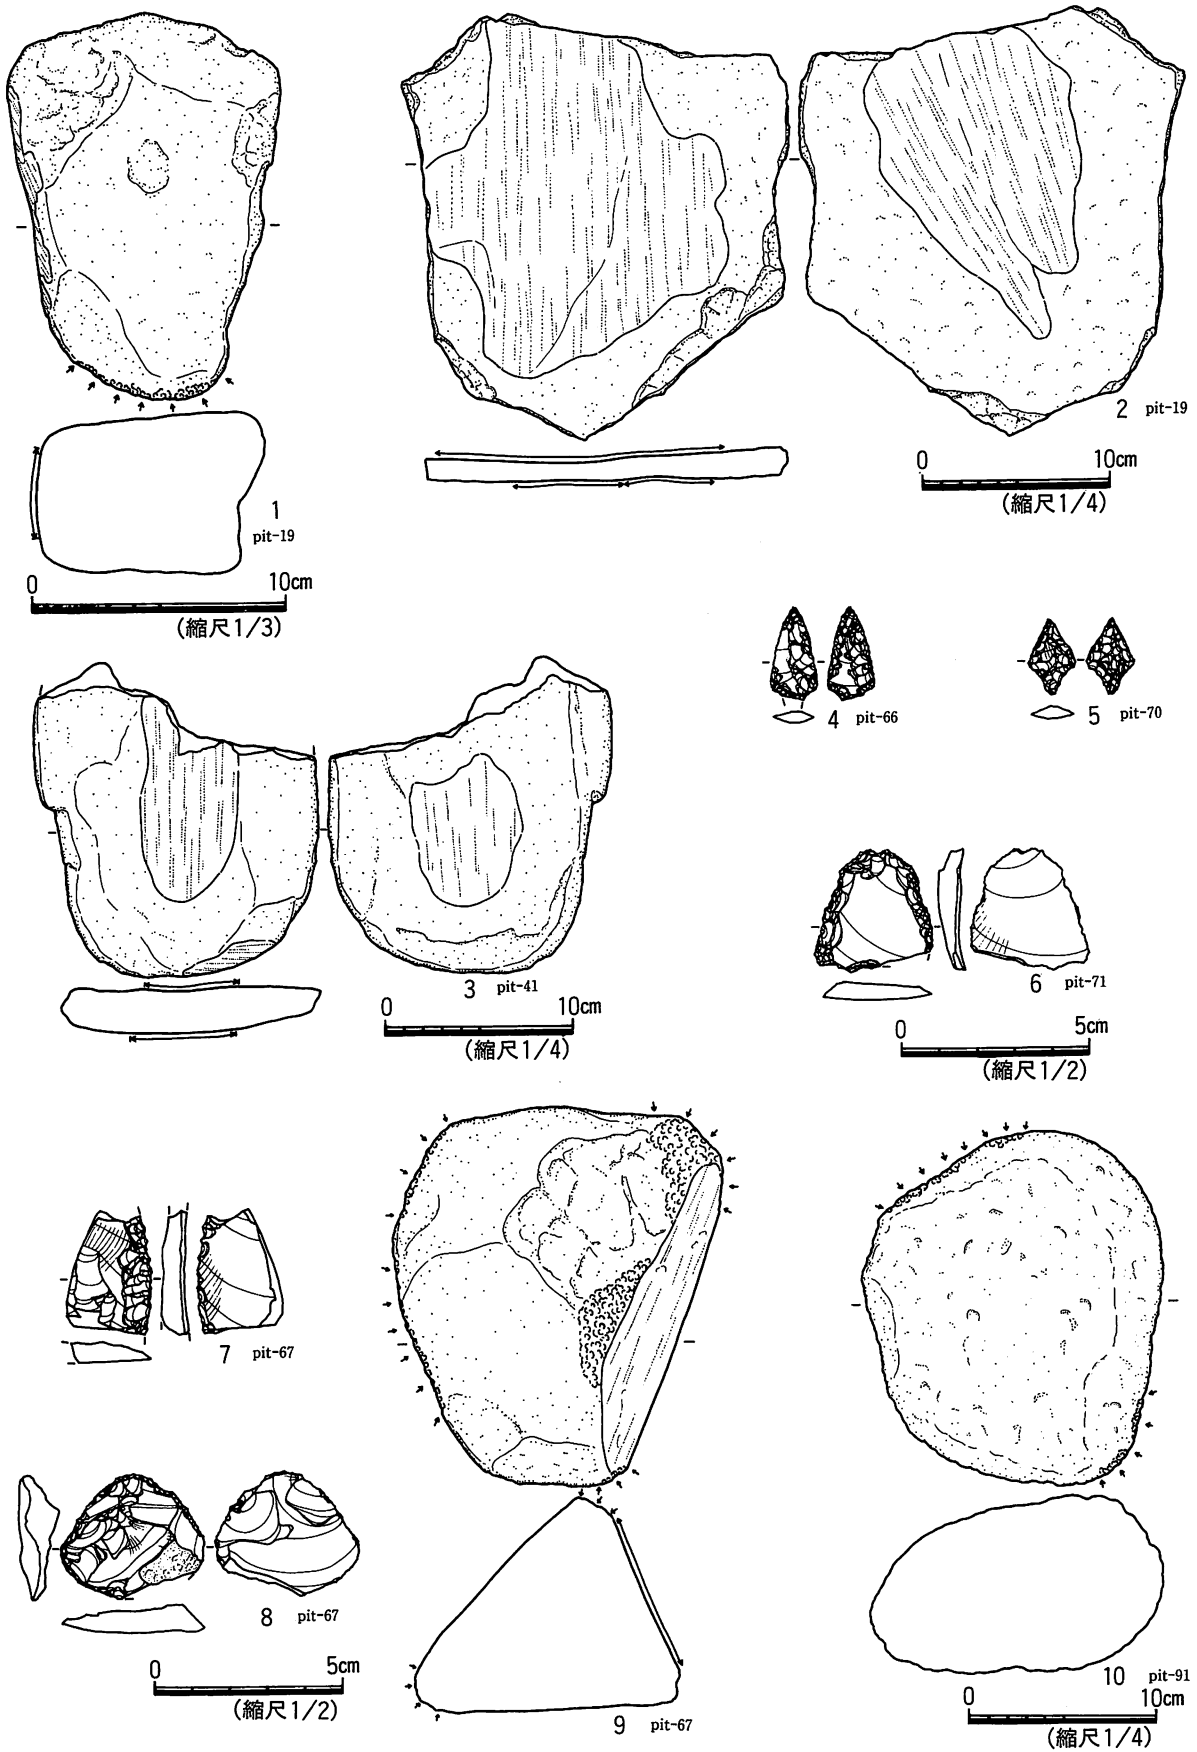 1
pit-19
0 10cm
(縮尺1/3)
2 pit-19
0 10cm
(縮尺1/4)
3 pit-41
0 10cm
(縮尺1/4)
4 pit-66
5 pit-70
6 pit-71
0 5cm
(縮尺1/2)
7 pit-67
8 pit-67
0 5cm
(縮尺1/2)
9 pit-67
10 pit-91
0 10cm
(縮尺1/4)